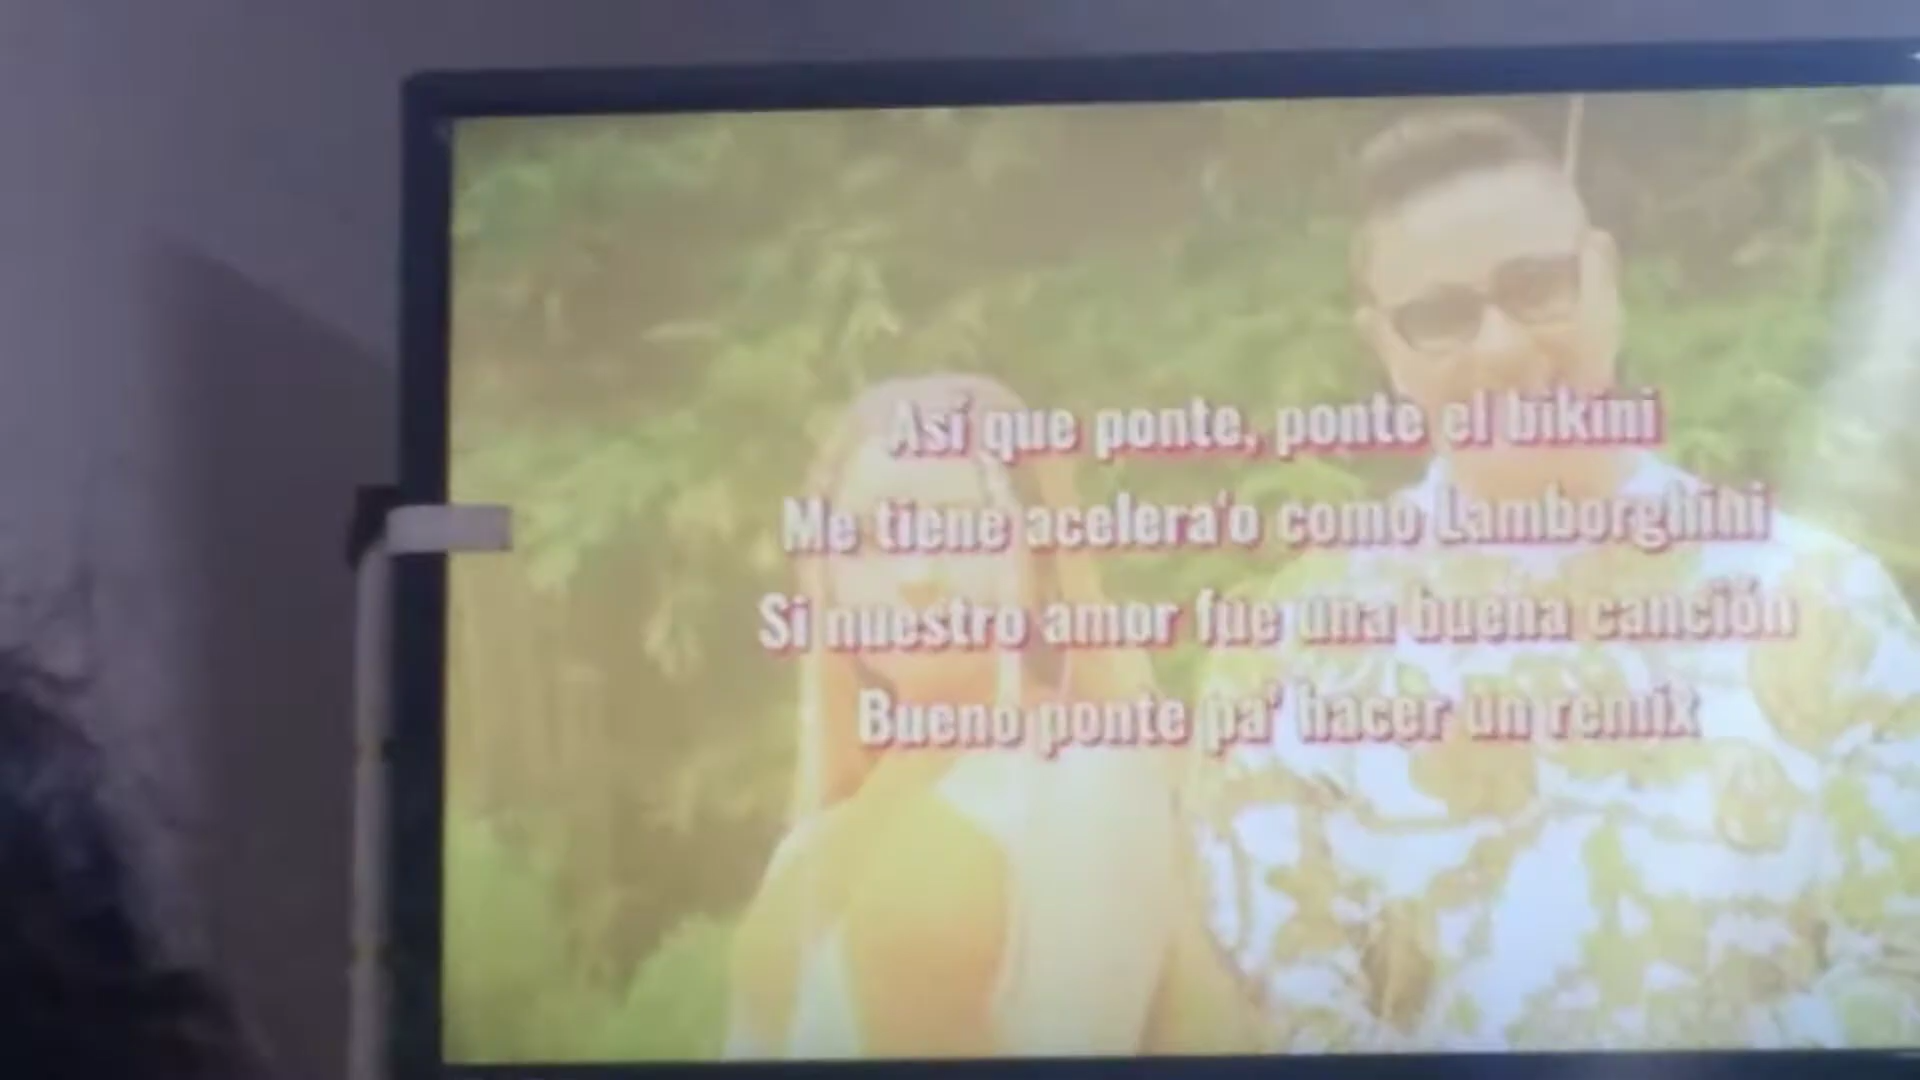 Así que ponte, ponte el bikini
Me tiene acelera'o como Lamborghini
Si nuestro amor fue una buena canción
Bueno ponte pa' hacer un remix